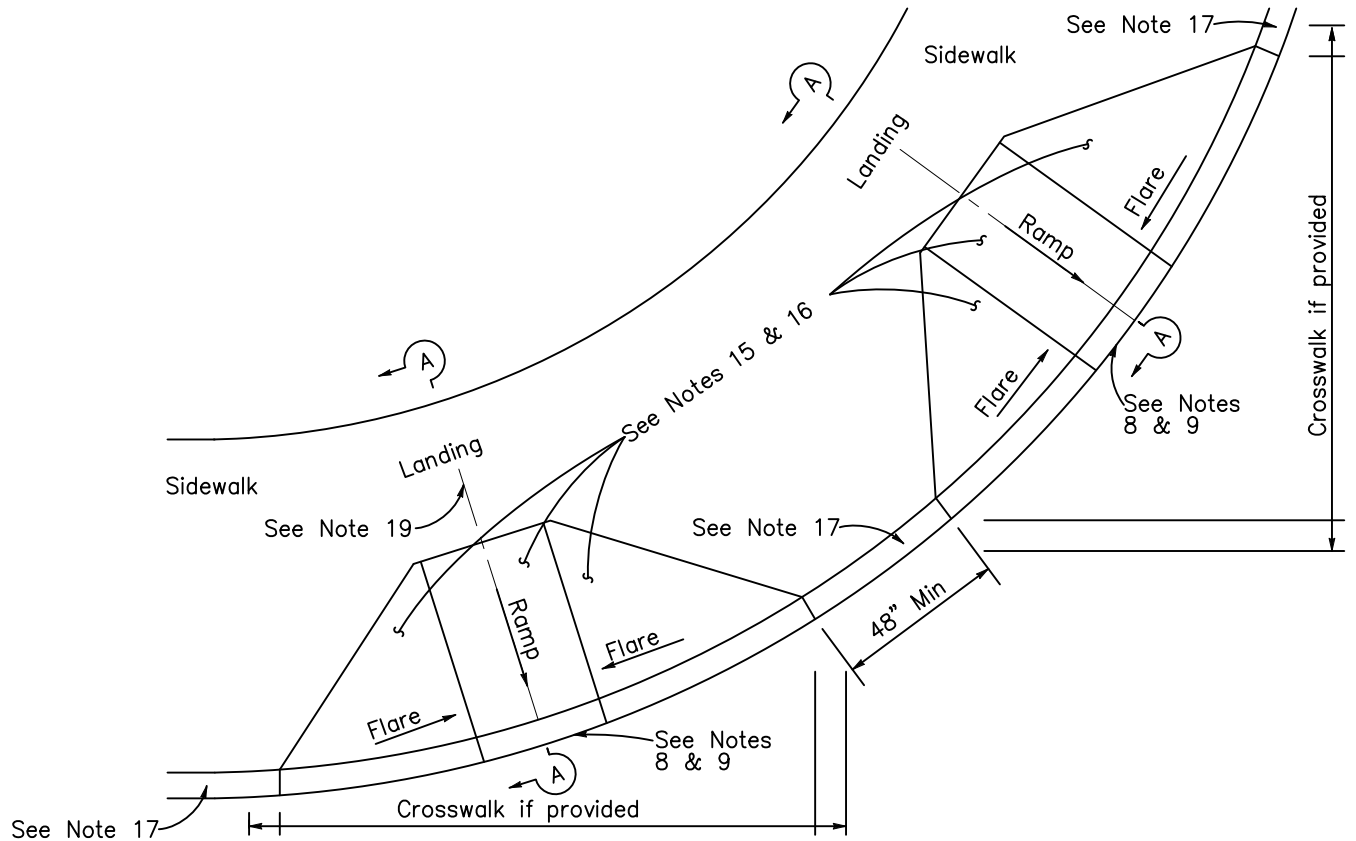 See Note 17
Sidewalk
A
Landing
Flare
Ramp
Crosswalk if provided
See Notes 15 & 16
A
A
Flare
See Notes
8 & 9
Landing
Sidewalk
See Note 19
See Note 17
48" Min
Ramp
Flare
Flare
See Notes
8 & 9
A
Crosswalk if provided
See Note 17